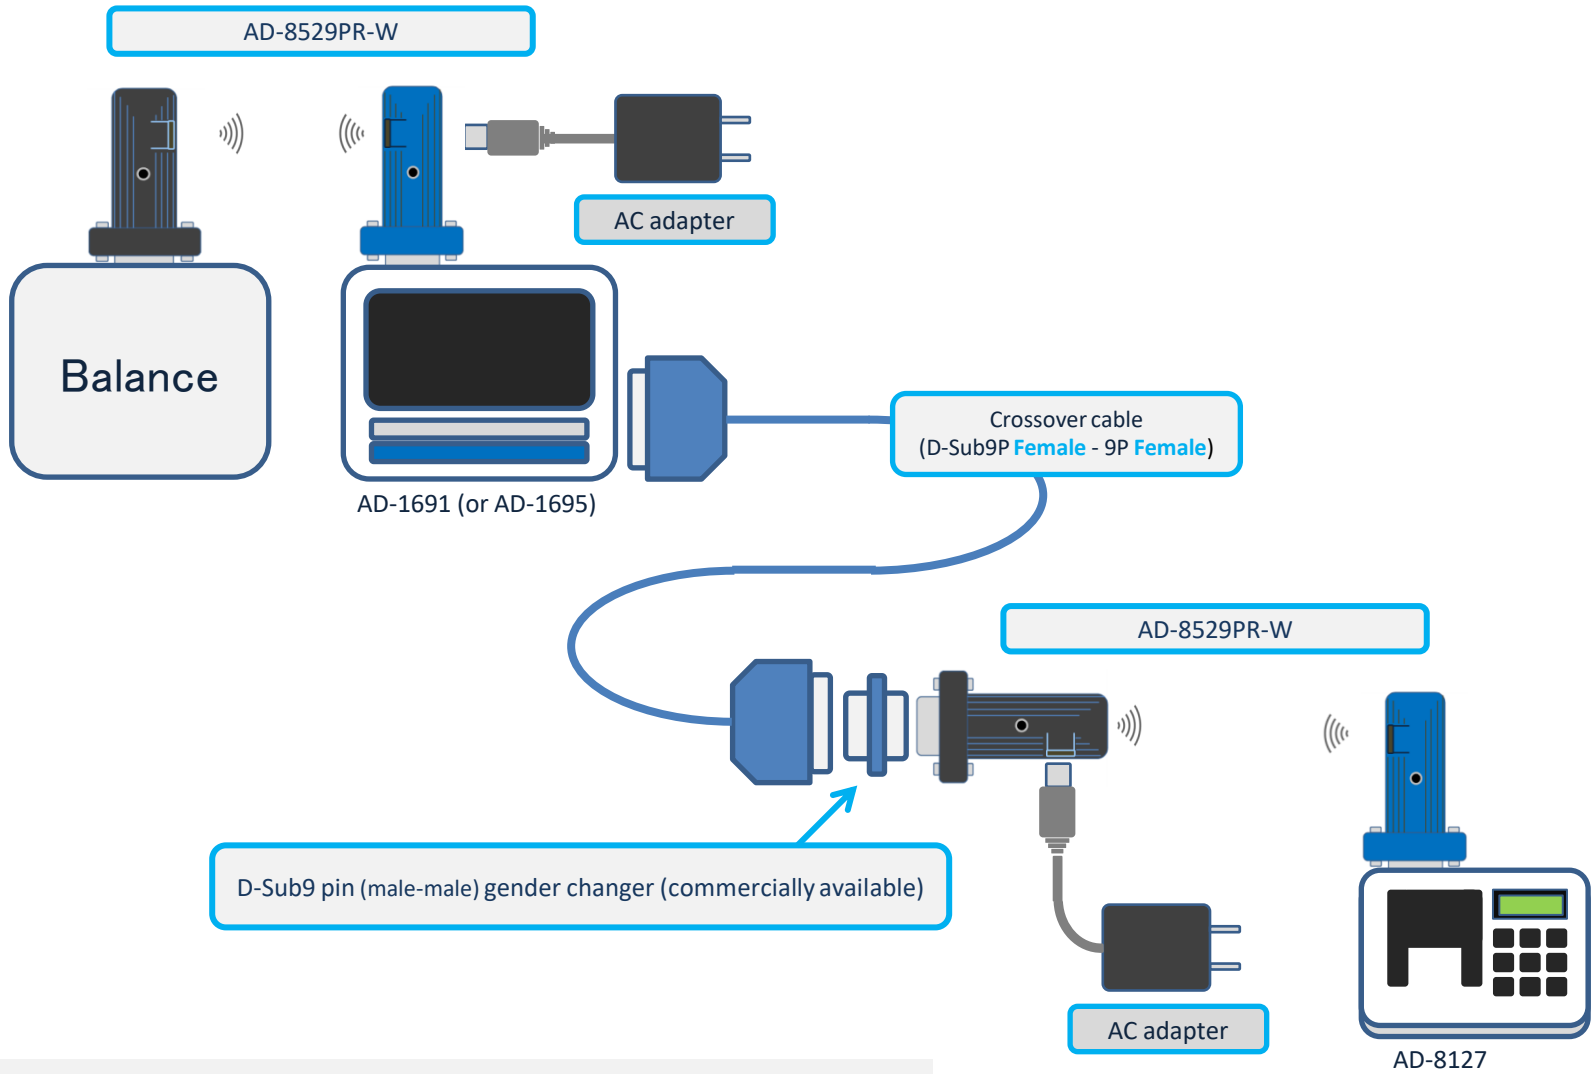 AD-8529PR-W
AC adapter
Balance
Crossover cable
(D-Sub9P Female - 9P Female)
AD-1691 (or AD-1695)
AD-8529PR-W
D-Sub9 pin (male-male) gender changer (commercially available)
AC adapter
AD-8127